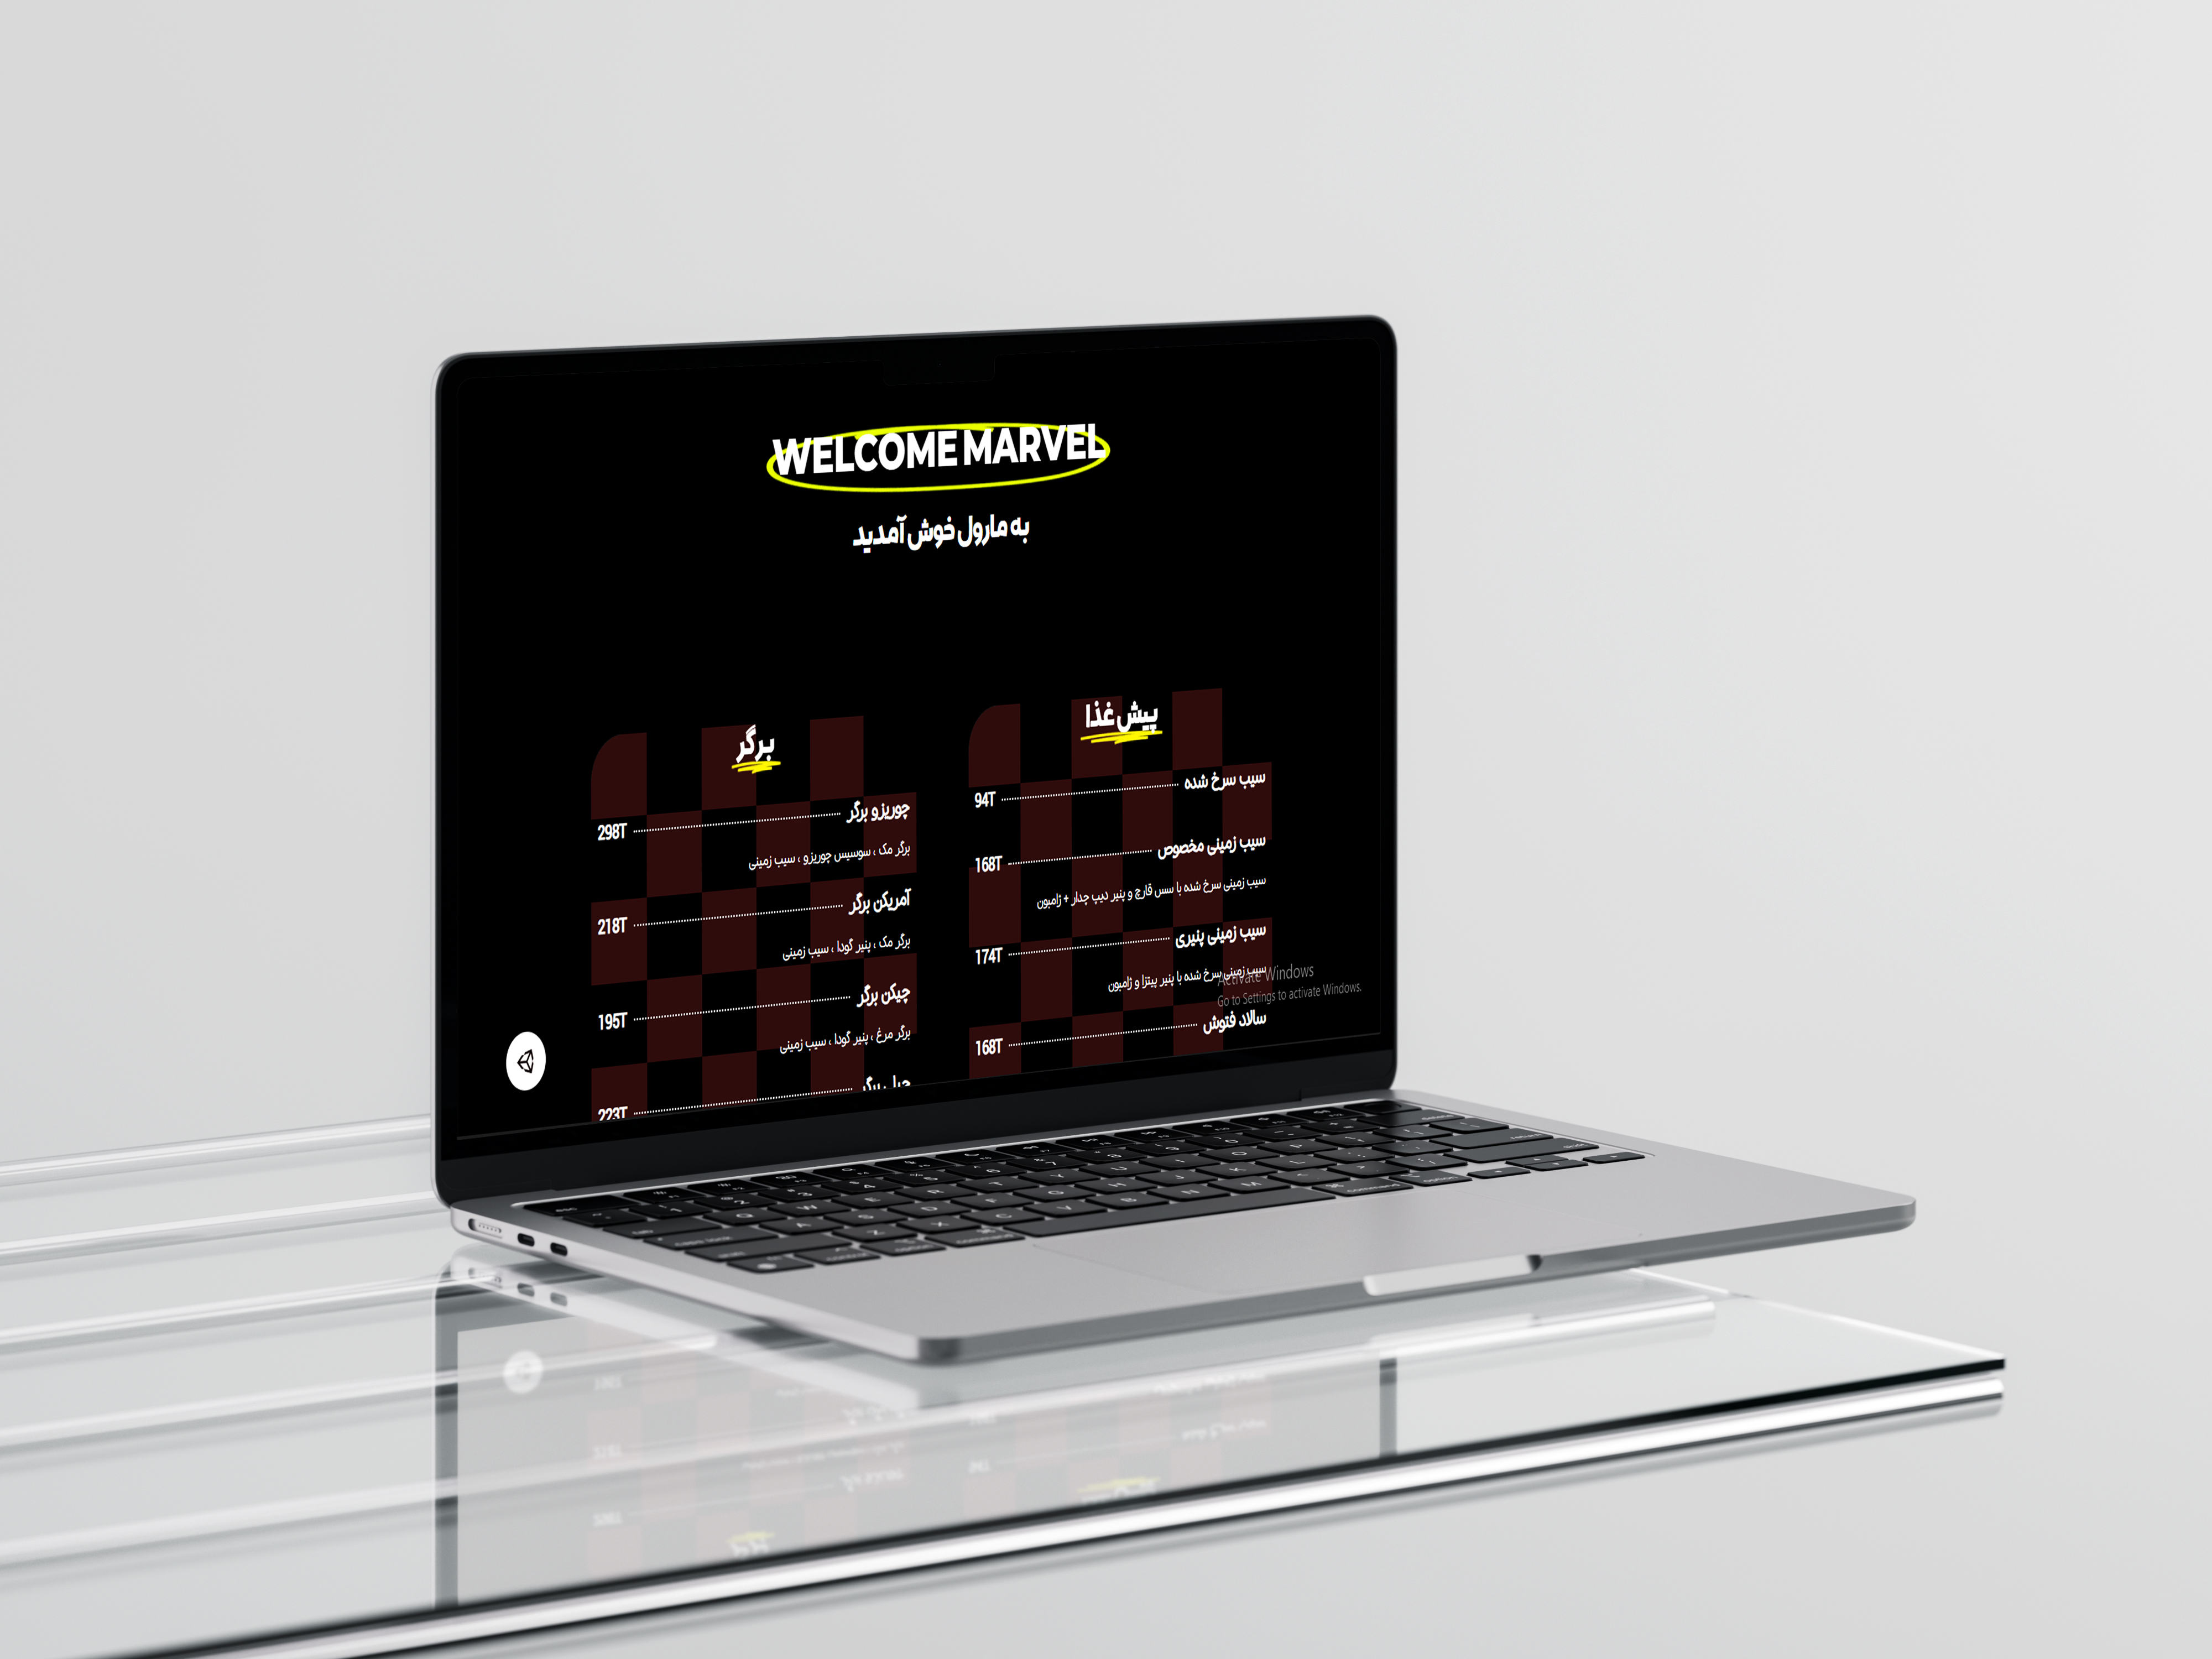 WELCOME MARVEL
به مارول خوش آمدید
پیش غذا
سیب سرخ شده 94T
سیب زمینی مخصوص 168T
سیب زمینی سرخ شده با سس قارچ و پنیر دیپ چدار + ژامبون
سیب زمینی پنیری 174T
سیب زمینی سرخ شده با پنیر پیتزا و ژامبون
سالاد فتوش 168T
برگر
چوریزو برگر 298T
برگر مک ، سوسیس چوریزو ، سیب زمینی
آمریکن برگر 218T
برگر مک ، پنیر گودا ، سیب زمینی
چیکن برگر 195T
برگر مرغ ، پنیر گودا ، سیب زمینی
برگر 223T
Activate Windows
Go to Settings to activate Windows.